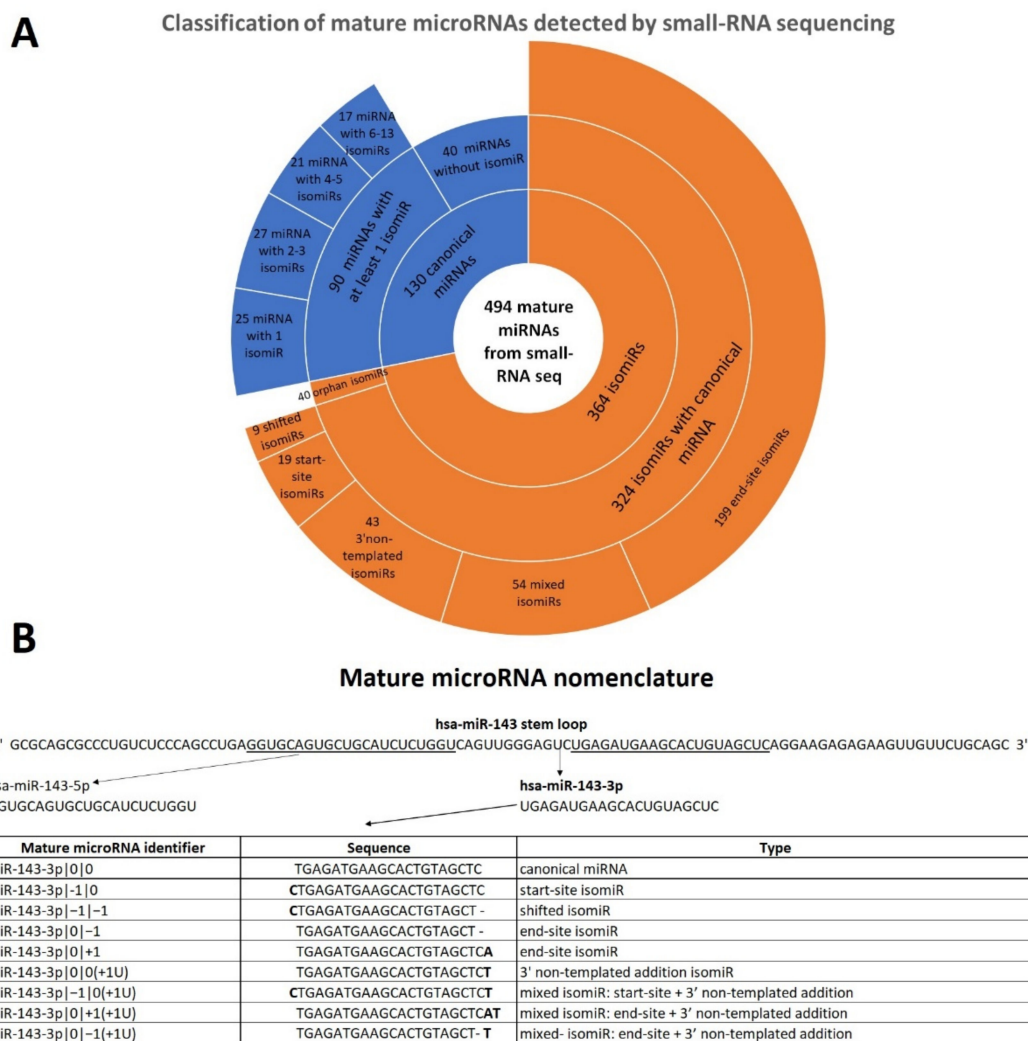 A
Classification of mature microRNAs detected by small-RNA sequencing
17 miRNA
with 6-13
isomiRs
40 miRNAs
without isomiR
21 miRNA
with 4-5
isomiRs
90 miRNAs with
at least 1 isomiR
27 miRNA
with 2-3
isomiRs
130 canonical
miRNAs
25 miRNA
with 1
isomiR
494 mature
miRNAs
from small-
RNA seq
364 isomiRs
324 isomiRs with canonical
miRNA
199 end-site isomiRs
40 orphan isomiRs
9 shifted
isomiRs
19 start-
site
isomiRs
43
3'non-
templated
isomiRs
54 mixed
isomiRs
B
Mature microRNA nomenclature
hsa-miR-143 stem loop
' GCGCAGCGCCCUGUCUCCCAGCCUGAGGUGCAGUGCUGCAUCUCUGGUCAGUUGGGAGUCUGAGAUGAAGCACUGUAGCUCAGGAAGAGAGAAGUUGUUCUGCAGC 3'
sa-miR-143-5p
hsa-miR-143-3p
GUGCAGUGCUGCAUCUCUGGU
UGAGAUGAAGCACUGUAGCUC
Mature microRNA identifier Sequence Type
iR-143-3p|0|0 TGAGATGAAGCACTGTAGCTC canonical miRNA
iR-143-3p|-1|0 CTGAGATGAAGCACTGTAGCTC start-site isomiR
iR-143-3p|−1|−1 CTGAGATGAAGCACTGTAGCT - shifted isomiR
iR-143-3p|0|−1 TGAGATGAAGCACTGTAGCT - end-site isomiR
iR-143-3p|0|+1 TGAGATGAAGCACTGTAGCTCA end-site isomiR
iR-143-3p|0|0(+1U) TGAGATGAAGCACTGTAGCTCT 3' non-templated addition isomiR
iR-143-3p|−1|0(+1U) CTGAGATGAAGCACTGTAGCTCT mixed isomiR: start-site + 3’ non-templated addition
iR-143-3p|0|+1(+1U) TGAGATGAAGCACTGTAGCTCAT mixed isomiR: end-site + 3’ non-templated addition
iR-143-3p|0|−1(+1U) TGAGATGAAGCACTGTAGCT- T mixed- isomiR: end-site + 3’ non-templated addition